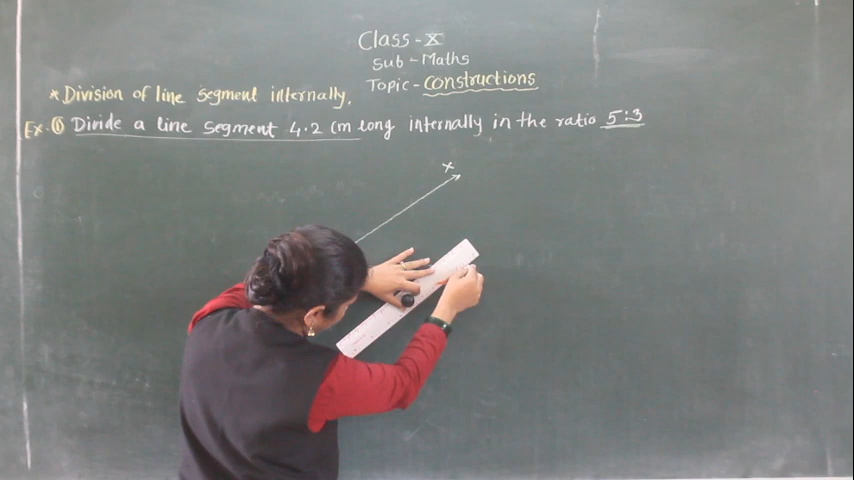 Class - X
Sub - Maths
Topic - Constructions
* Division of line segment internally.
Ex. ① Divide a line segment 4.2 cm long internally in the ratio 5:3
X